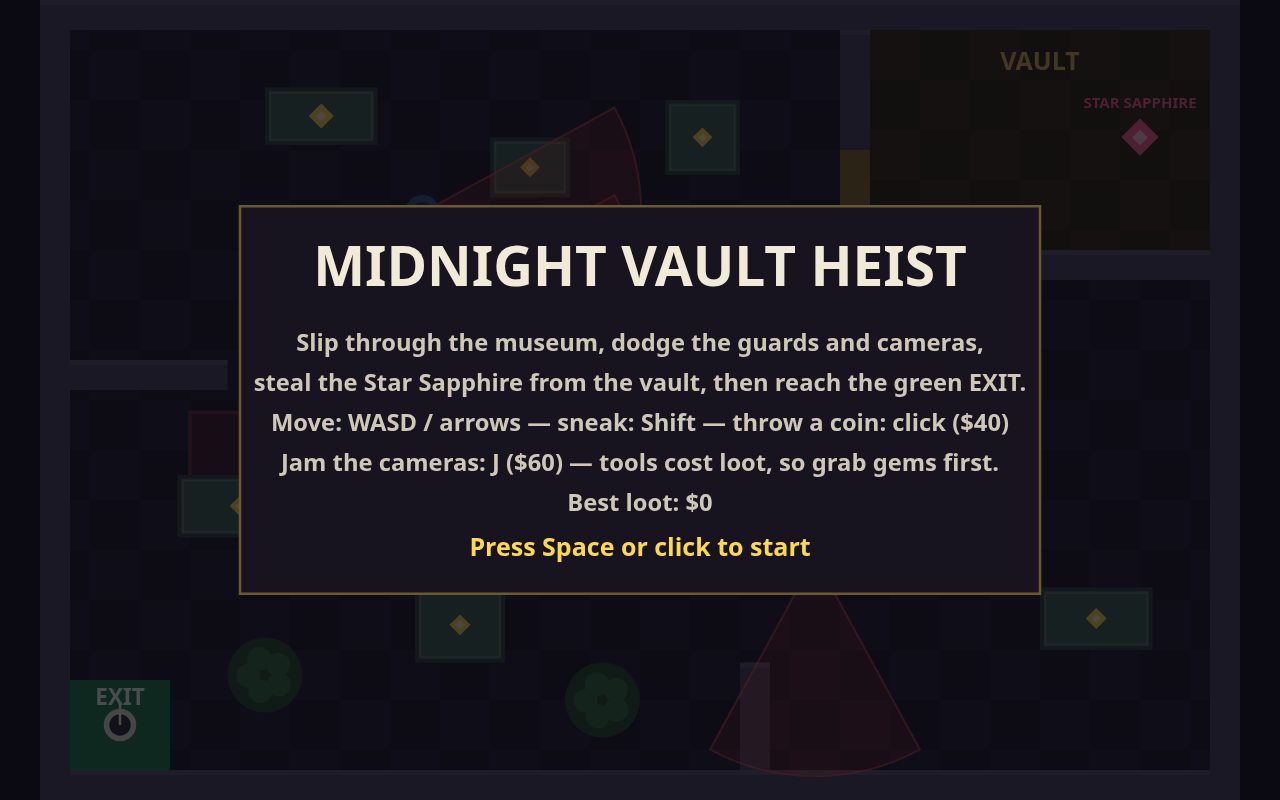 VAULT
STAR SAPPHIRE
MIDNIGHT VAULT HEIST
Slip through the museum, dodge the guards and cameras,
steal the Star Sapphire from the vault, then reach the green EXIT.
Move: WASD / arrows — sneak: Shift — throw a coin: click ($40)
Jam the cameras: J ($60) — tools cost loot, so grab gems first.
Best loot: $0
Press Space or click to start
EXIT